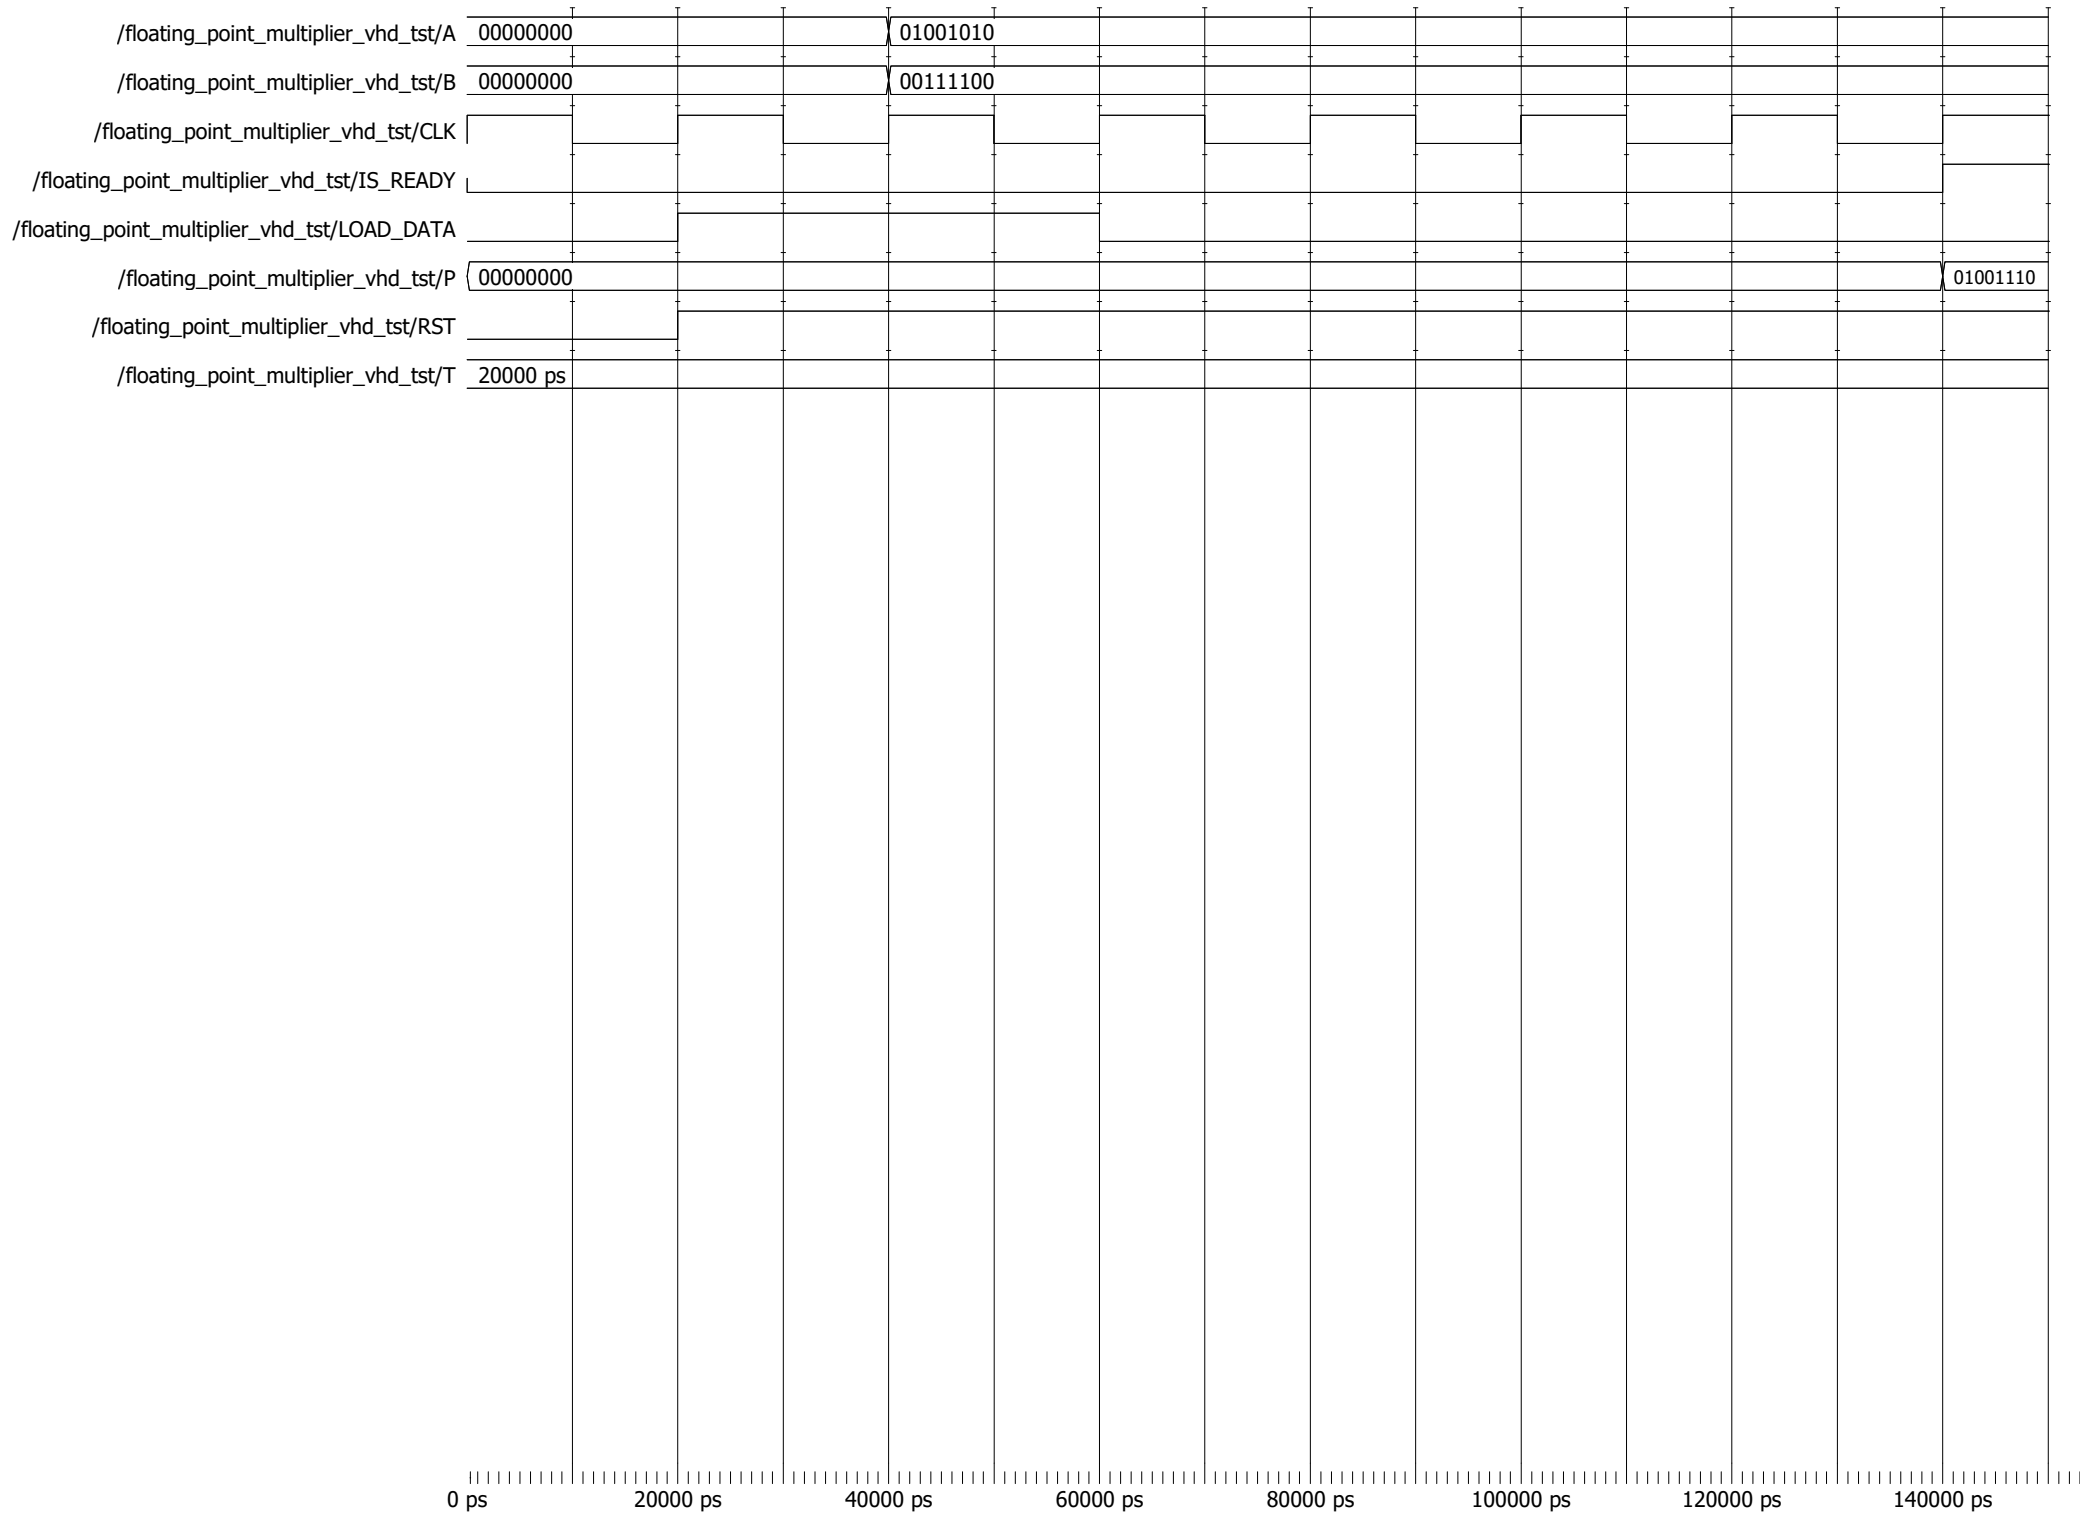 /floating_point_multiplier_vhd_tst/A 00000000 01001010
/floating_point_multiplier_vhd_tst/B 00000000 00111100
/floating_point_multiplier_vhd_tst/CLK
/floating_point_multiplier_vhd_tst/IS_READY
/floating_point_multiplier_vhd_tst/LOAD_DATA
/floating_point_multiplier_vhd_tst/P 00000000 01001110
/floating_point_multiplier_vhd_tst/RST
/floating_point_multiplier_vhd_tst/T 20000 ps
0 ps 20000 ps 40000 ps 60000 ps 80000 ps 100000 ps 120000 ps 140000 ps